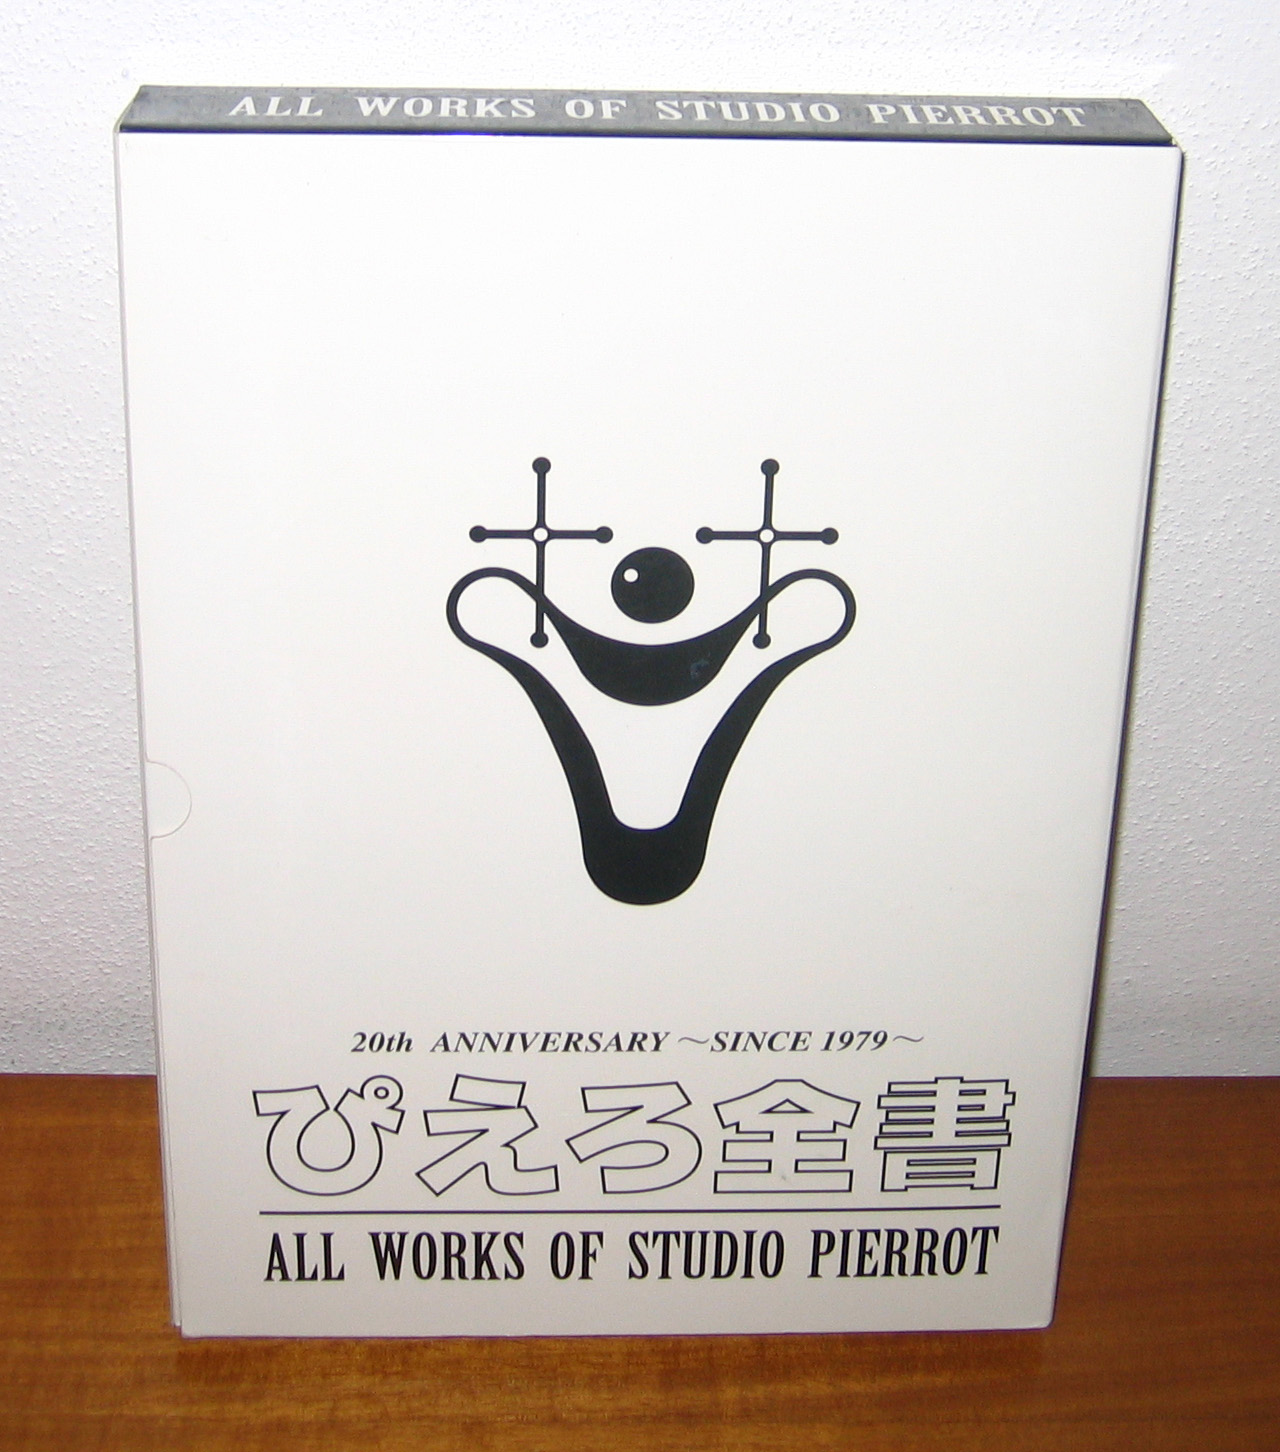 ALL WORKS OF STUDIO PIERROT
20th ANNIVERSARY ～SINCE 1979～
ぴえろ全書
ALL WORKS OF STUDIO PIERROT